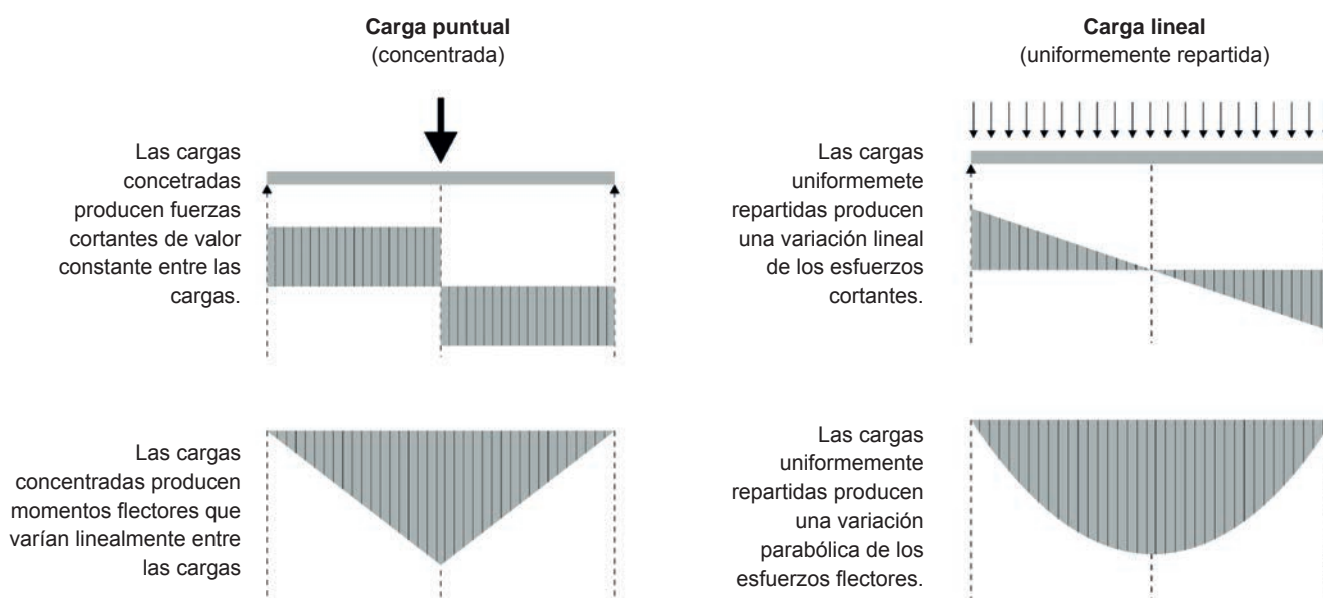 Carga puntual
(concentrada)
Las cargas
concetradas
producen fuerzas
cortantes de valor
constante entre las
cargas.
Las cargas
concentradas producen
momentos flectores que
varían linealmente entre
las cargas
Carga lineal
(uniformemente repartida)
Las cargas
uniformemete
repartidas producen
una variación lineal
de los esfuerzos
cortantes.
Las cargas
uniformemente
repartidas producen
una variación
parabólica de los
esfuerzos flectores.